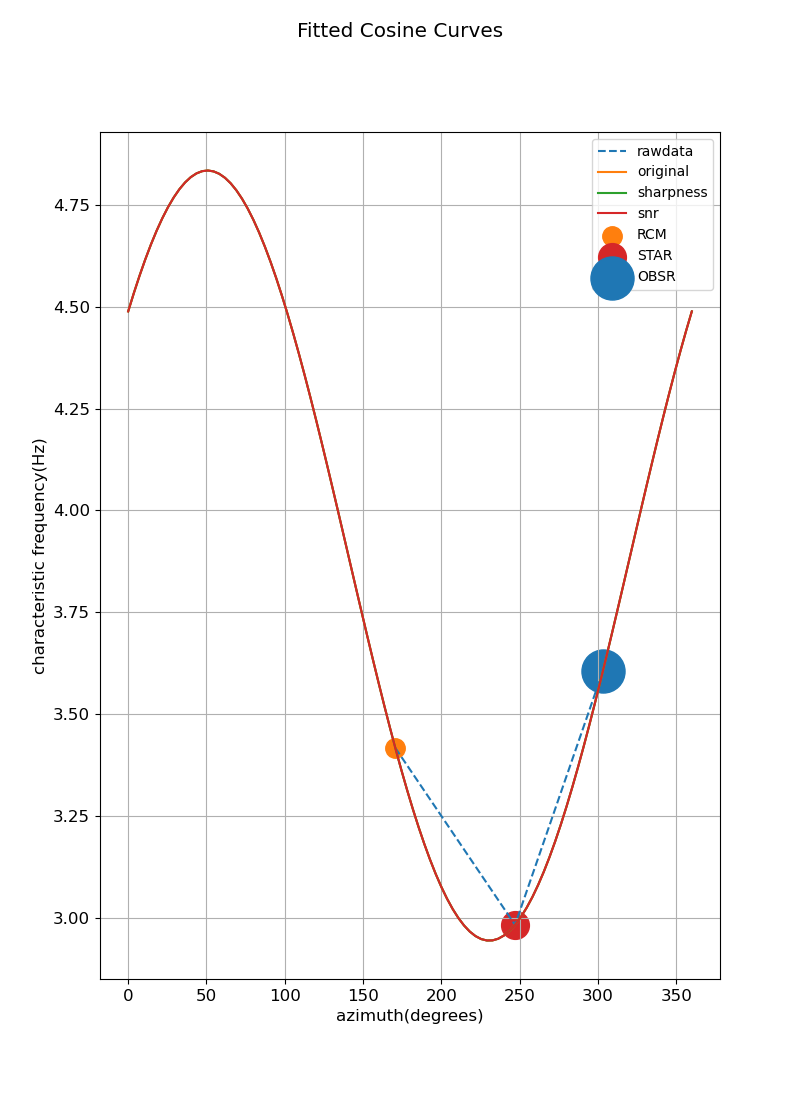 Fitted Cosine Curves
rawdata
original
sharpness
snr
RCM
STAR
OBSR
4.75
4.50
4.25
4.00
3.75
3.50
3.25
3.00
characteristic frequency(Hz)
0 50 100 150 200 250 300 350
azimuth(degrees)